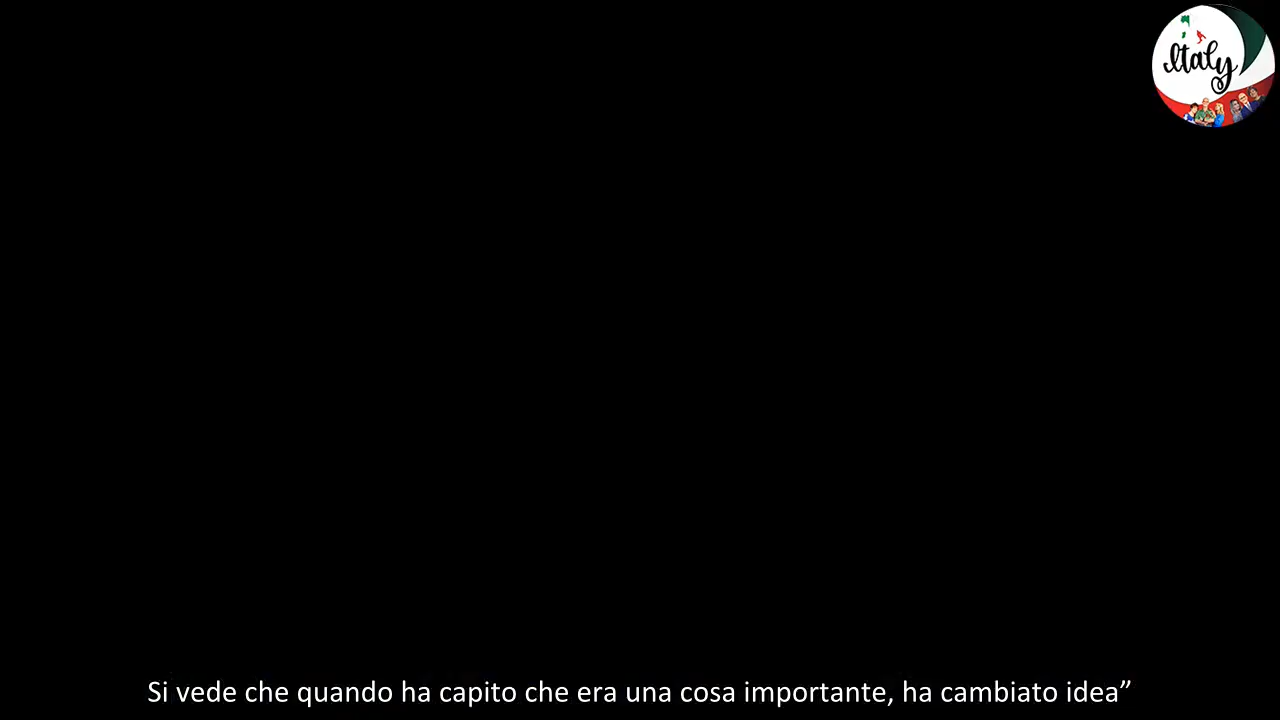 Italy
Si vede che quando ha capito che era una cosa importante, ha cambiato idea”